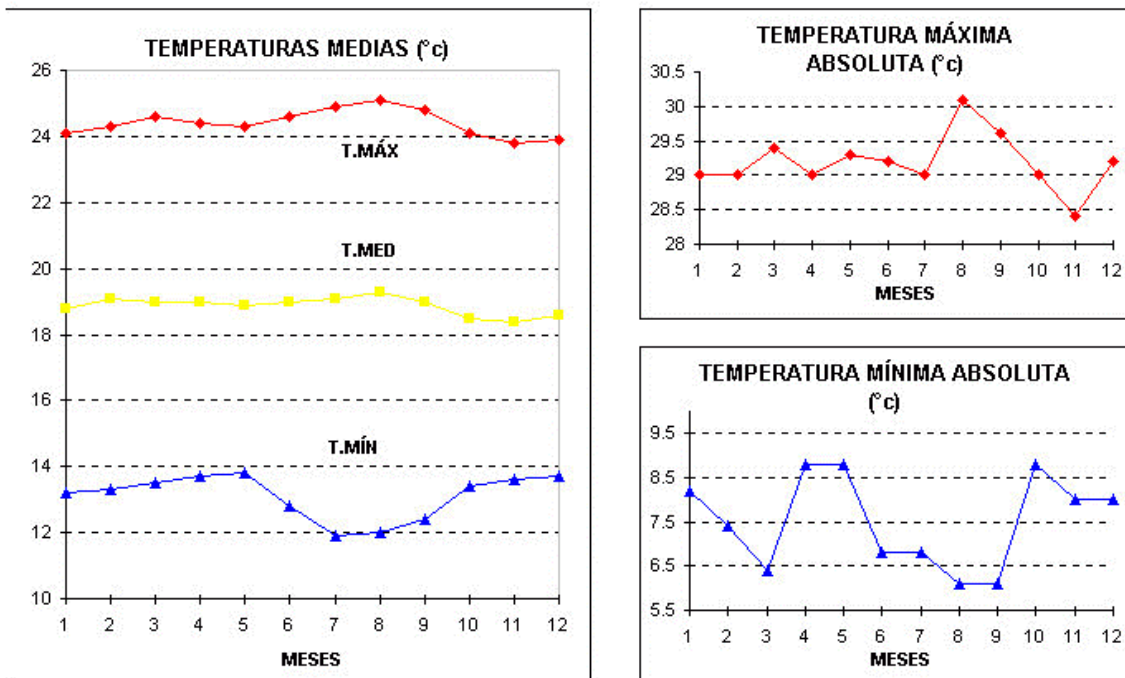 TEMPERATURAS MEDIAS (°c)
26
24
22
20
18
16
14
12
10
T.MÁX
T.MED
T.MÍN
1 2 3 4 5 6 7 8 9 10 11 12
MESES
TEMPERATURA MÁXIMA
ABSOLUTA (°c)
30.5
30
29.5
29
28.5
28
1 2 3 4 5 6 7 8 9 10 11 12
MESES
TEMPERATURA MÍNIMA ABSOLUTA
(°c)
9.5
8.5
7.5
6.5
5.5
1 2 3 4 5 6 7 8 9 10 11 12
MESES